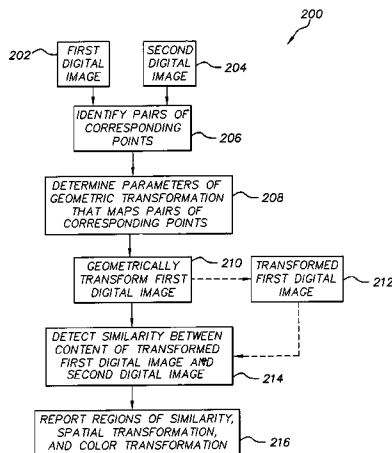 200
202
FIRST
DIGITAL
IMAGE
SECOND
DIGITAL
IMAGE
204
IDENTIFY PAIRS OF
CORRESPONDING
POINTS
206
DETERMINE PARAMETERS OF
GEOMETRIC TRANSFORMATION
THAT MAPS PAIRS OF
CORRESPONDING POINTS
208
210
GEOMETRICALLY
TRANSFORM FIRST
DIGITAL IMAGE
TRANSFORMED
FIRST DIGITAL
IMAGE
212
DETECT SIMILARITY BETWEEN
CONTENT OF TRANSFORMED
FIRST DIGITAL IMAGE AND
SECOND DIGITAL IMAGE
214
REPORT REGIONS OF SIMILARITY,
SPATIAL TRANSFORMATION,
AND COLOR TRANSFORMATION
216